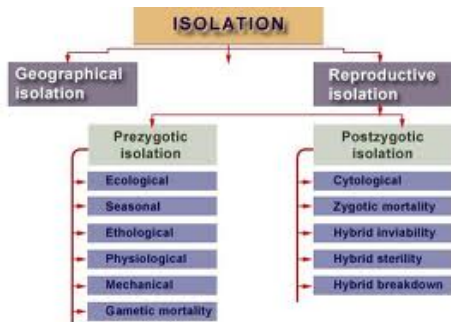 ISOLATION
Geographical
isolation
Reproductive
isolation
Prezygotic
isolation
Ecological
Seasonal
Ethological
Physiological
Mechanical
Gametic mortality
Postzygotic
isolation
Cytological
Zygotic mortality
Hybrid inviability
Hybrid sterility
Hybrid breakdown